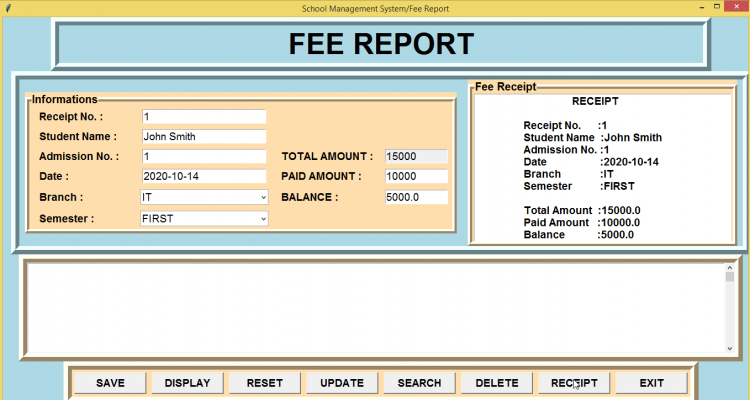 School Management System/Fee Report
FEE REPORT
Informations
Receipt No. : 1
Student Name : John Smith
Admission No. : 1 TOTAL AMOUNT : 15000
Date : 2020-10-14 PAID AMOUNT : 10000
Branch : IT BALANCE : 5000.0
Semester : FIRST
Fee Receipt
RECEIPT
Receipt No. :1
Student Name :John Smith
Admission No. :1
Date :2020-10-14
Branch :IT
Semester :FIRST
Total Amount :15000.0
Paid Amount :10000.0
Balance :5000.0
SAVE DISPLAY RESET UPDATE SEARCH DELETE RECEIPT EXIT